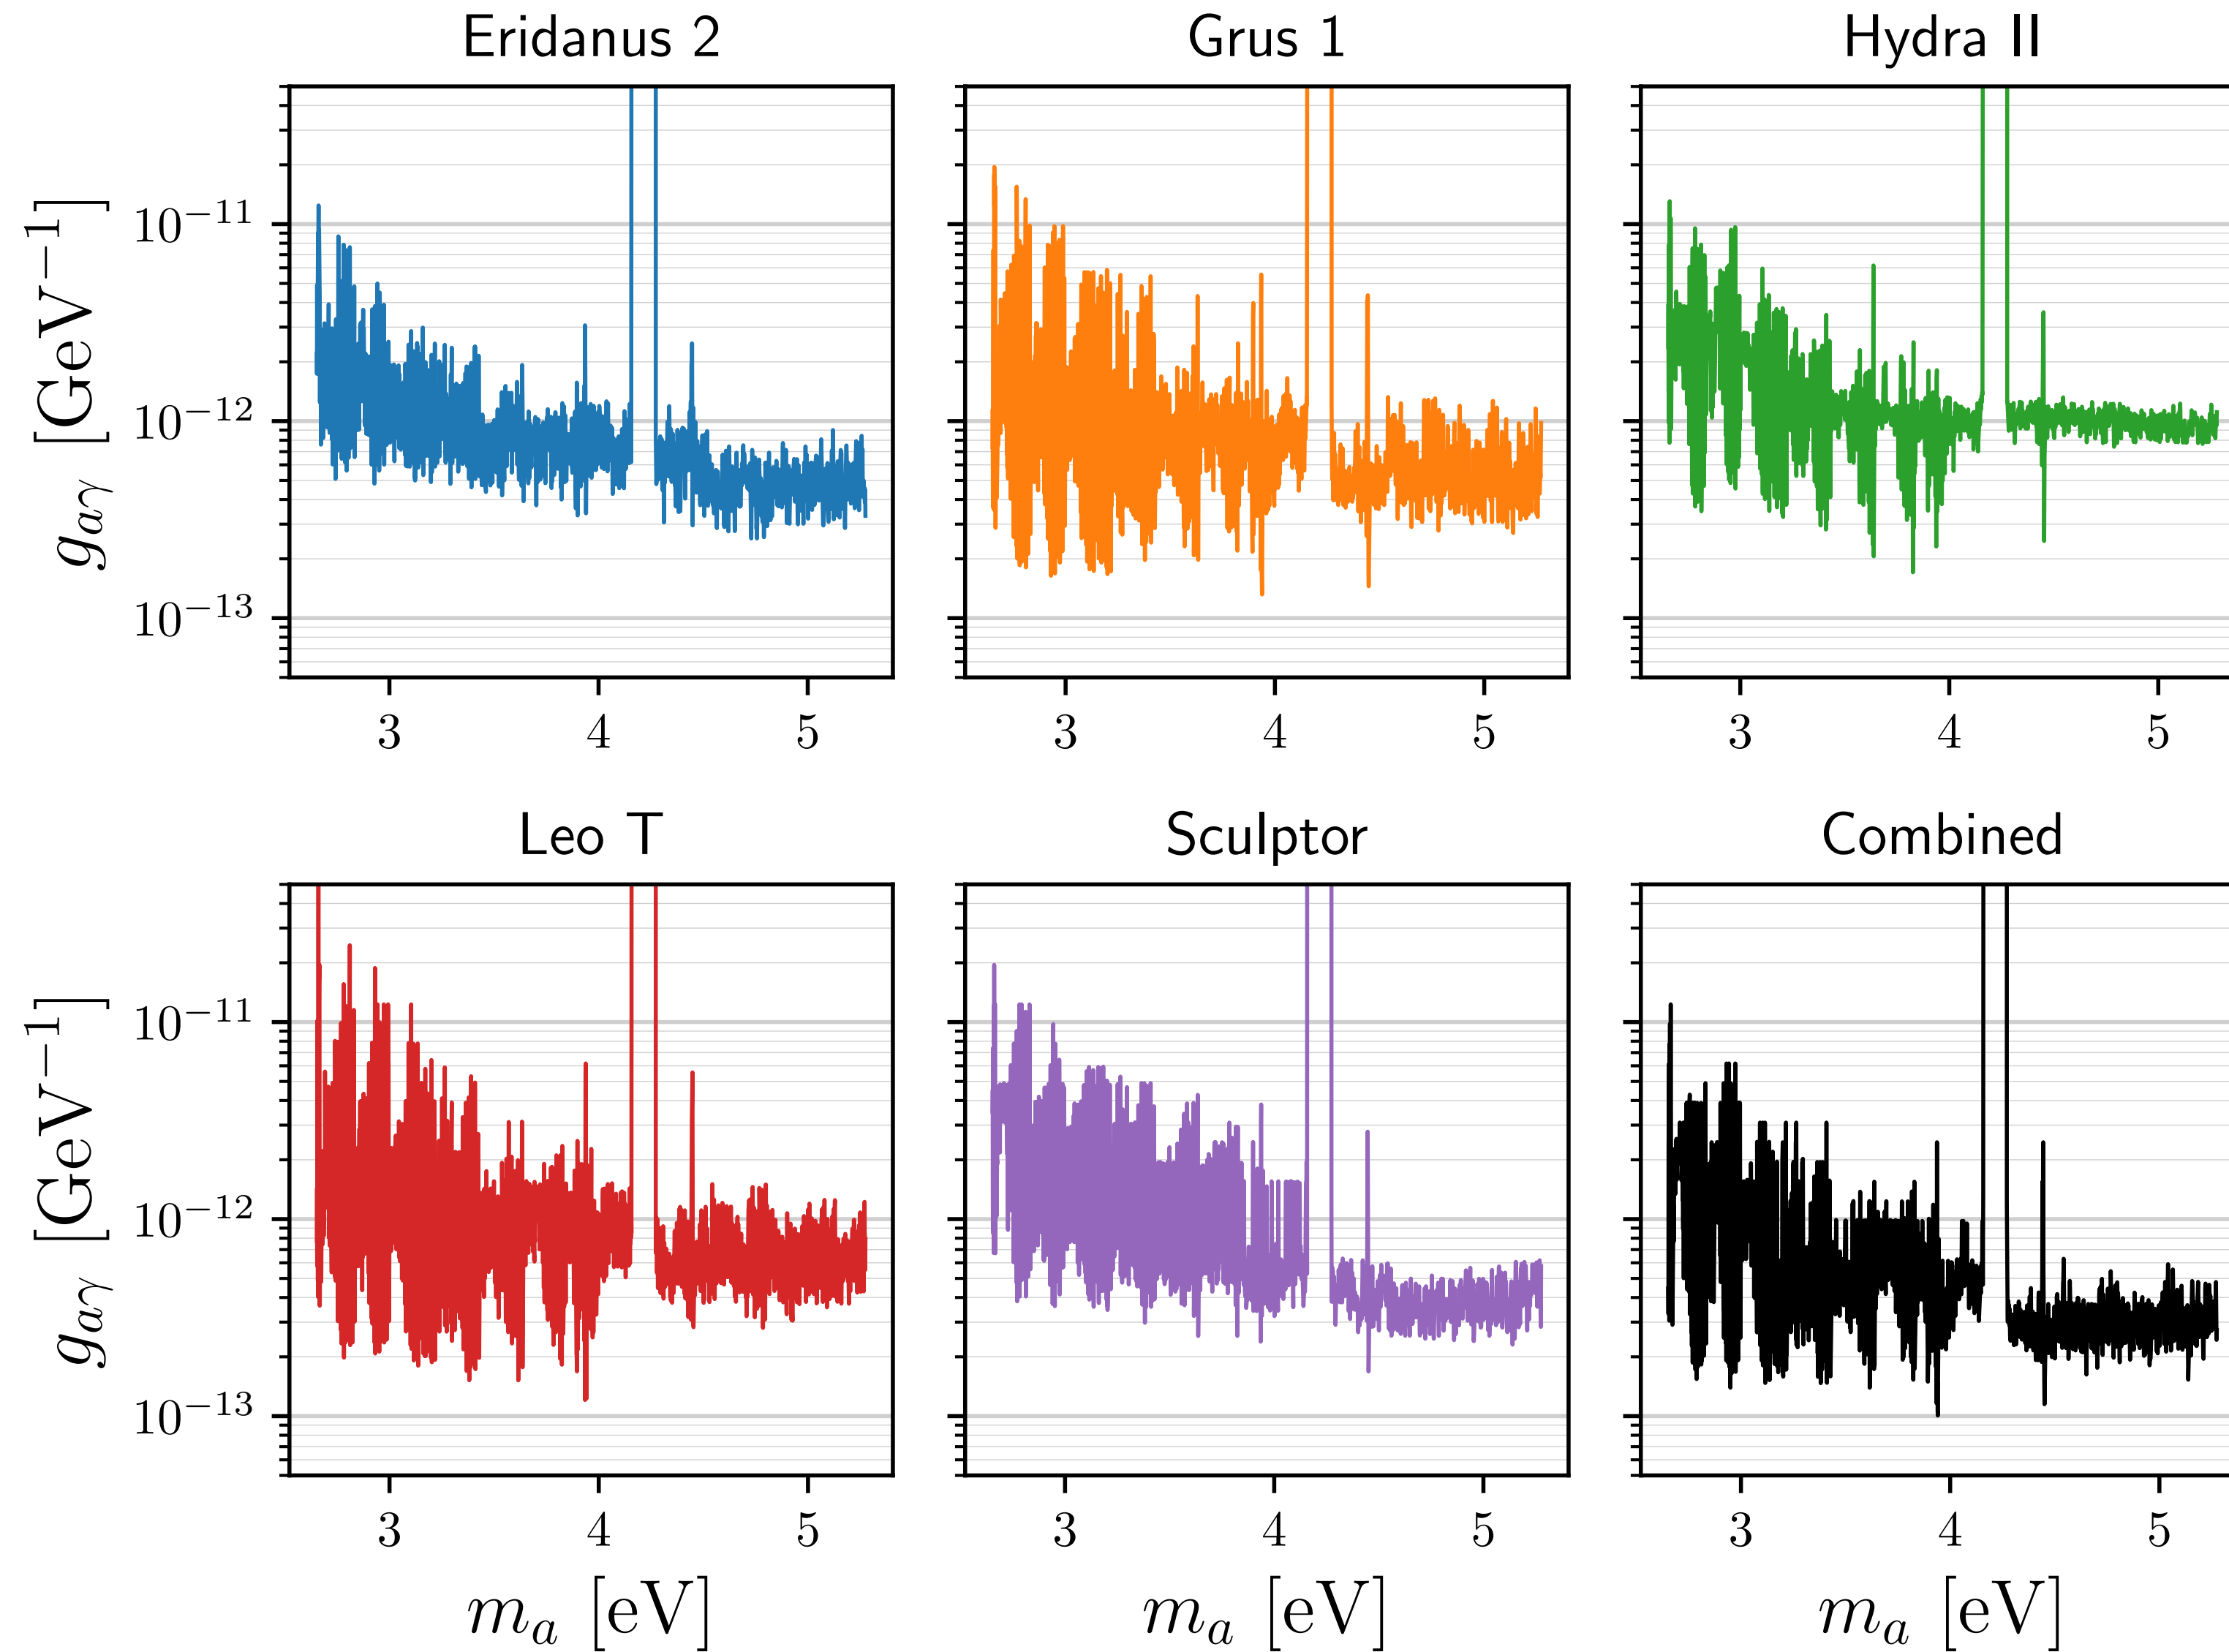 Eridanus 2 Grus 1 Hydra II
g_{aγ} [GeV^{−1}]
10^{−11}
10^{−12}
10^{−13}
3 4 5 3 4 5 3 4 5
Leo T Sculptor Combined
g_{aγ} [GeV^{−1}]
10^{−11}
10^{−12}
10^{−13}
3 4 5 3 4 5 3 4 5
m_a [eV] m_a [eV] m_a [eV]